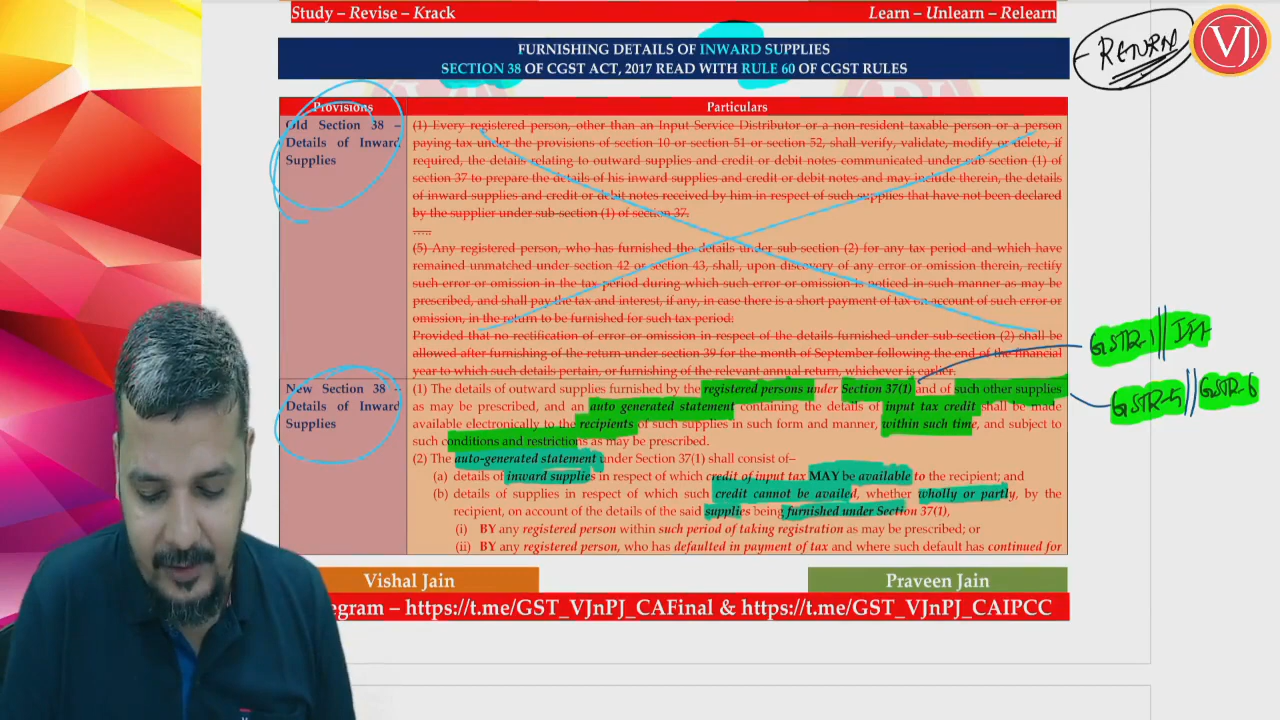 Study – Revise – Krack
Learn – Unlearn – Relearn
RETURN
VJ
FURNISHING DETAILS OF INWARD SUPPLIES
SECTION 38 OF CGST ACT, 2017 READ WITH RULE 60 OF CGST RULES
Provisions
Particulars
Old Section 38 –
Details of Inward
Supplies
(1) Every registered person, other than an Input Service Distributor or a non-resident taxable person or a person
paying tax under the provisions of section 10 or section 51 or section 52, shall verify, validate, modify or delete, if
required, the details relating to outward supplies and credit or debit notes communicated under sub-section (1) of
section 37 to prepare the details of his inward supplies and credit or debit notes and may include therein, the details
of inward supplies and credit or debit notes received by him in respect of such supplies that have not been declared
by the supplier under sub-section (1) of section 37.
.....
(5) Any registered person, who has furnished the details under sub-section (2) for any tax period and which have
remained unmatched under section 42 or section 43, shall, upon discovery of any error or omission therein, rectify
such error or omission in the tax period during which such error or omission is noticed in such manner as may be
prescribed, and shall pay the tax and interest, if any, in case there is a short payment of tax on account of such error or
omission, in the return to be furnished for such tax period:
Provided that no rectification of error or omission in respect of the details furnished under sub-section (2) shall be
allowed after furnishing of the return under section 39 for the month of September following the end of the financial
year to which such details pertain, or furnishing of the relevant annual return, whichever is earlier.
GSTR-1 || IFF
New Section 38 –
Details of Inward
Supplies
(1) The details of outward supplies furnished by the registered persons under Section 37(1) and of such other supplies
as may be prescribed, and an auto generated statement containing the details of input tax credit shall be made
available electronically to the recipients of such supplies in such form and manner, within such time, and subject to
such conditions and restrictions as may be prescribed.
GSTR-5 || GSTR-6
(2) The auto-generated statement under Section 37(1) shall consist of–
(a) details of inward supplies in respect of which credit of input tax MAY be available to the recipient; and
(b) details of supplies in respect of which such credit cannot be availed, whether wholly or partly, by the
recipient, on account of the details of the said supplies being furnished under Section 37(1),
(i) BY any registered person within such period of taking registration as may be prescribed; or
(ii) BY any registered person, who has defaulted in payment of tax and where such default has continued for
Vishal Jain
Praveen Jain
egram – https://t.me/GST_VJnPJ_CAFinal & https://t.me/GST_VJnPJ_CAIPCC